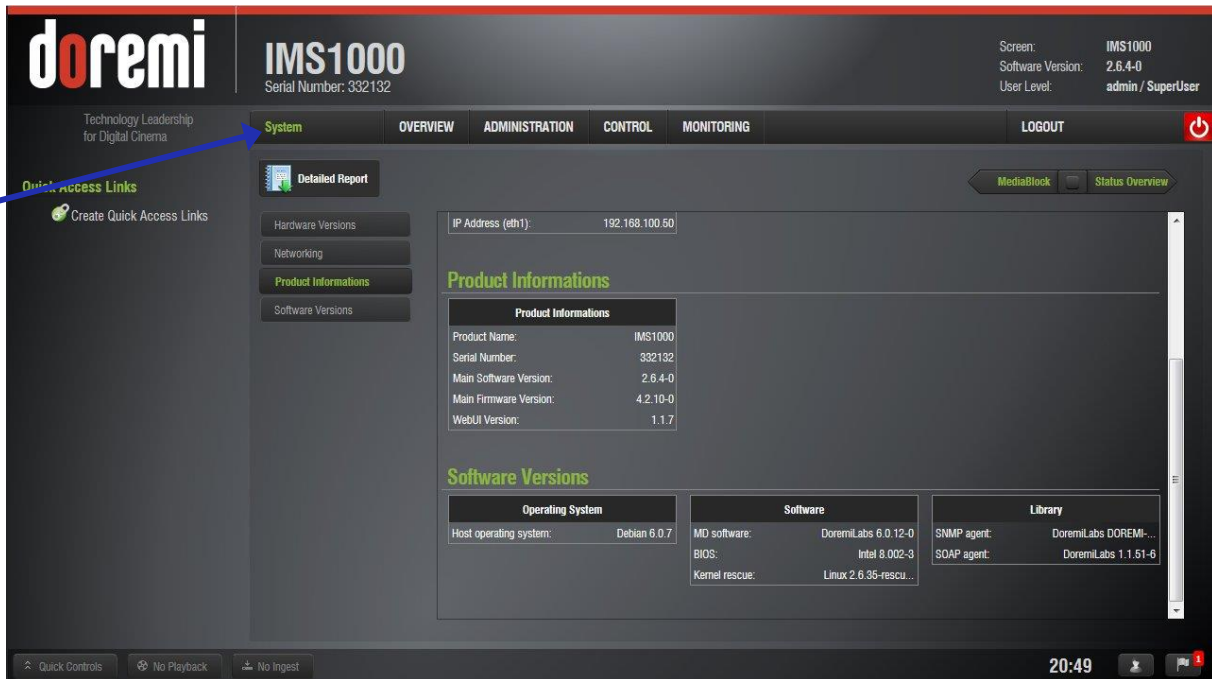 doremi
Technology Leadership
for Digital Cinema
IMS1000
Serial Number: 332132
Screen: IMS1000
Software Version: 2.6.4-0
User Level: admin / SuperUser
System OVERVIEW ADMINISTRATION CONTROL MONITORING LOGOUT
Quick Access Links
Create Quick Access Links
Detailed Report
MediaBlock Status Overview
Hardware Versions
Networking
Product Informations
Software Versions
IP Address (eth1): 192.168.100.50
Product Informations
Product Informations
Product Name: IMS1000
Serial Number: 332132
Main Software Version: 2.6.4-0
Main Firmware Version: 4.2.10-0
WebUI Version: 1.1.7
Software Versions
Operating System
Host operating system: Debian 6.0.7
Software
MD software: DoremiLabs 6.0.12-0
BIOS: Intel 8.002-3
Kernel rescue: Linux 2.6.35-rescu...
Library
SNMP agent: DoremiLabs DOREMI-...
SOAP agent: DoremiLabs 1.1.51-6
Quick Controls No Playback No Ingest 20:49 1